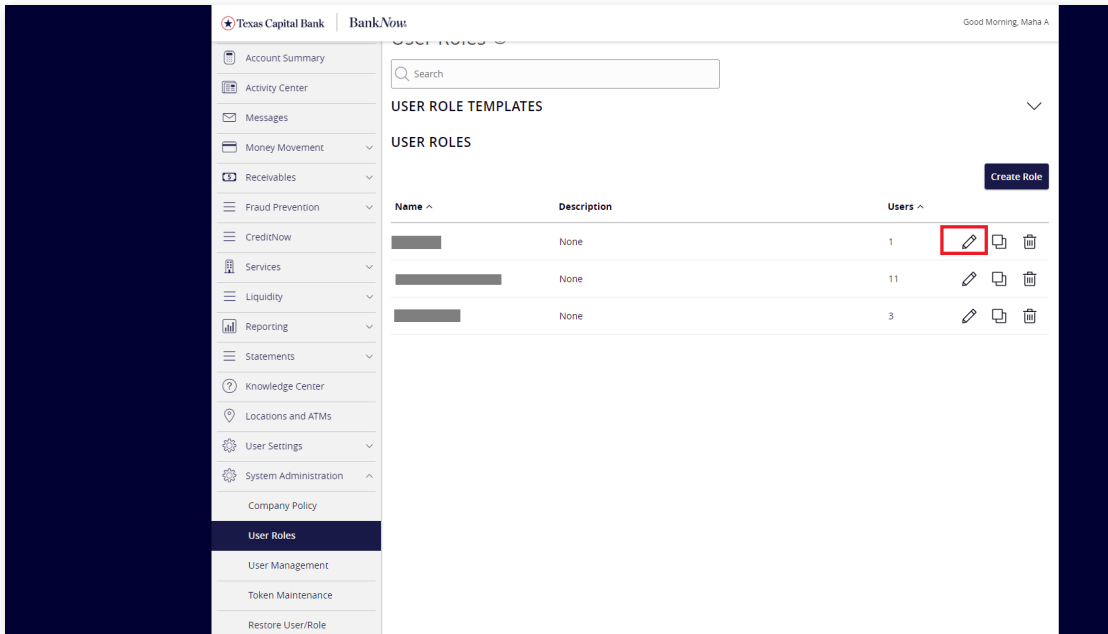 Texas Capital Bank BankNow
Good Morning, Maha A
Account Summary
Activity Center
Messages
Money Movement
Receivables
Fraud Prevention
CreditNow
Services
Liquidity
Reporting
Statements
Knowledge Center
Locations and ATMs
User Settings
System Administration
Company Policy
User Roles
User Management
Token Maintenance
Restore User/Role
User Roles
Search
USER ROLE TEMPLATES
USER ROLES
Create Role
Name Description Users
None 1
None 11
None 3